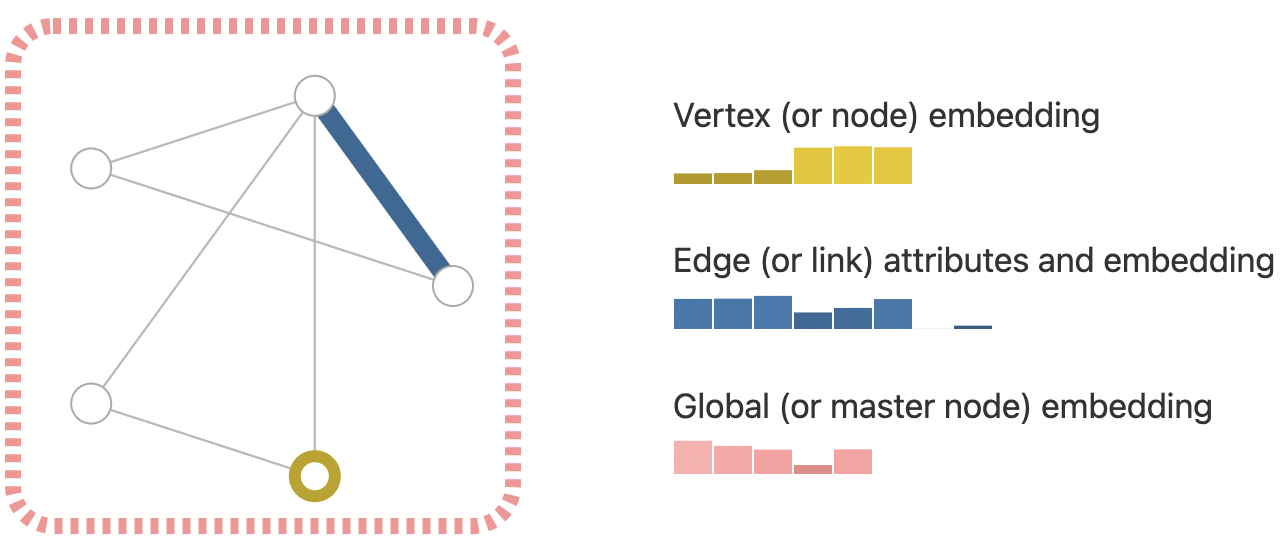 Vertex (or node) embedding
Edge (or link) attributes and embedding
Global (or master node) embedding